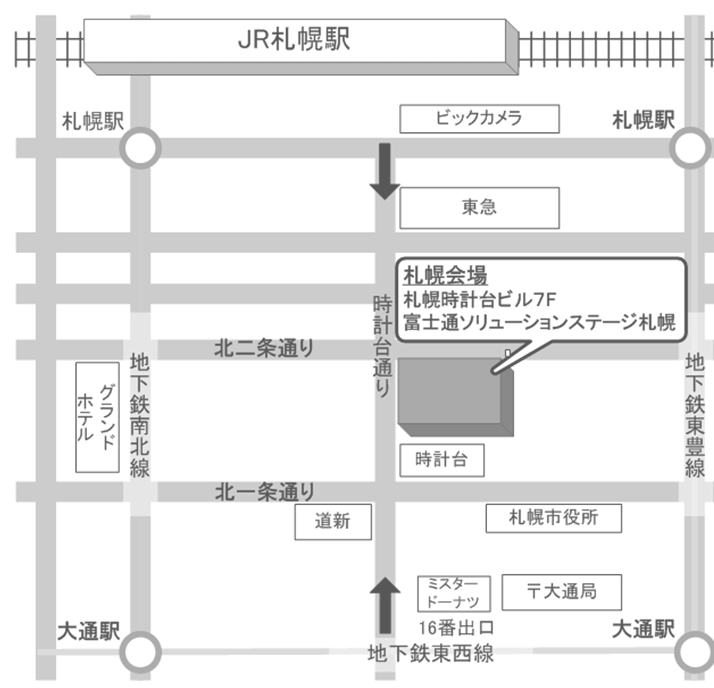 JR札幌駅
札幌駅
ビックカメラ
札幌駅
東急
札幌会場
札幌時計台ビル7F
富士通ソリューションステージ札幌
時計台通り
北二条通り
地下鉄南北線
地下鉄東豊線
グランド
ホテル
時計台
北一条通り
道新
札幌市役所
ミスター
ドーナツ
〒大通局
16番出口
大通駅
大通駅
地下鉄東西線